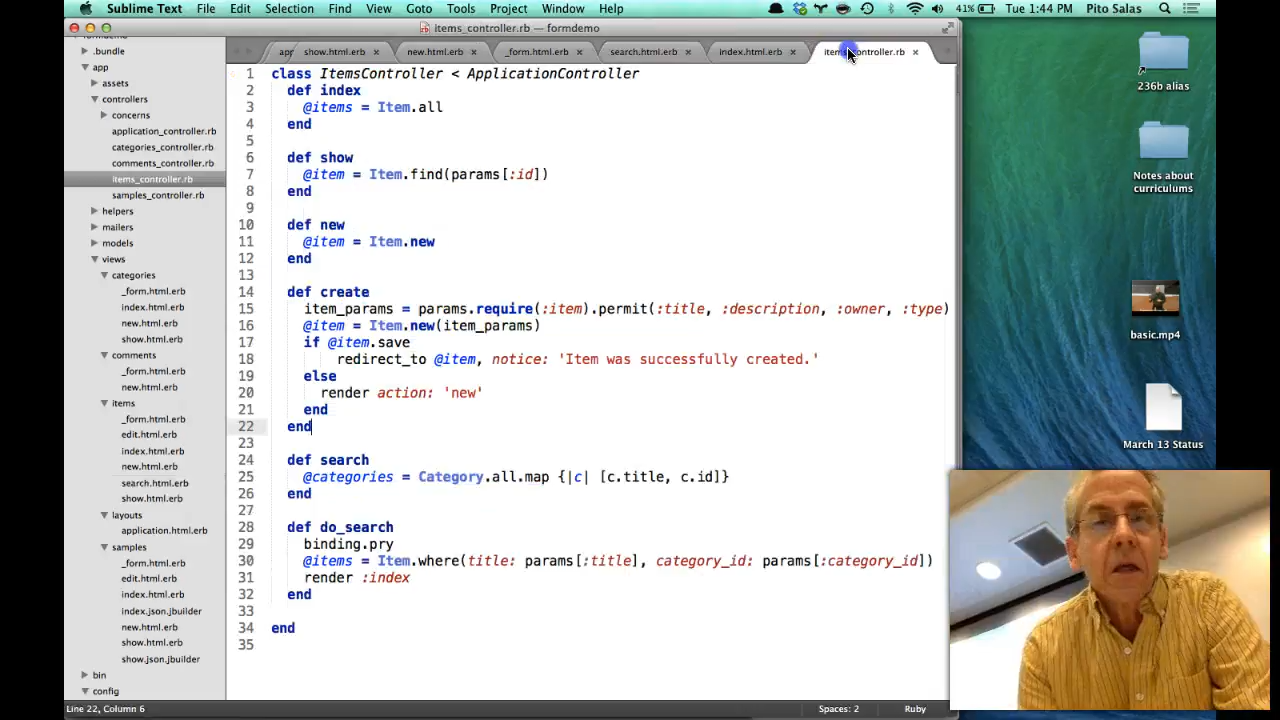 Sublime Text File Edit Selection Find View Goto Tools Project Window Help 41% Tue 1:44 PM Pito Salas
items_controller.rb — formdemo
app show.html.erb × new.html.erb × _form.html.erb × search.html.erb × index.html.erb × ×
.bundle
app
assets
controllers
concerns
application_controller.rb
categories_controller.rb
comments_controller.rb
items_controller.rb
samples_controller.rb
helpers
mailers
models
views
categories
_form.html.erb
index.html.erb
new.html.erb
show.html.erb
comments
_form.html.erb
new.html.erb
items
_form.html.erb
edit.html.erb
index.html.erb
new.html.erb
search.html.erb
show.html.erb
layouts
application.html.erb
samples
_form.html.erb
edit.html.erb
index.html.erb
index.json.jbuilder
new.html.erb
show.html.erb
show.json.jbuilder
bin
config
1 class ItemsController < ApplicationController
2 def index
3 @items = Item.all
4 end
5
6 def show
7 @item = Item.find(params[:id])
8 end
9
10 def new
11 @item = Item.new
12 end
13
14 def create
15 item_params = params.require(:item).permit(:title, :description, :owner, :type)
16 @item = Item.new(item_params)
17 if @item.save
18 redirect_to @item, notice: 'Item was successfully created.'
19 else
20 render action: 'new'
21 end
22 end
23
24 def search
25 @categories = Category.all.map {|c| [c.title, c.id]}
26 end
27
28 def do_search
29 binding.pry
30 @items = Item.where(title: params[:title], category_id: params[:category_id])
31 render :index
32 end
33
34 end
35
Line 22, Column 6 Spaces: 2 Ruby
236b alias
Notes about
curriculums
basic.mp4
March 13 Status